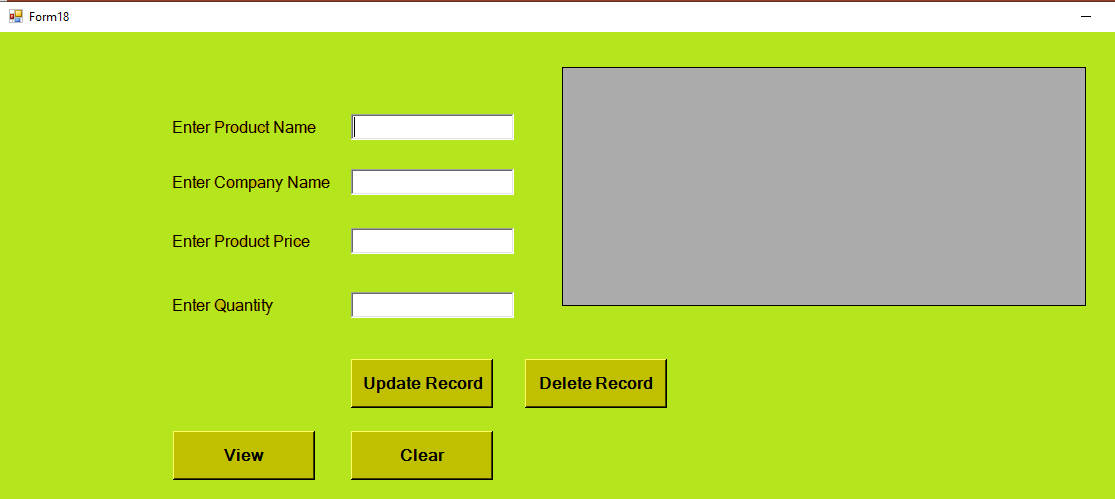 Form18
Enter Product Name
Enter Company Name
Enter Product Price
Enter Quantity
Update Record
Delete Record
View
Clear